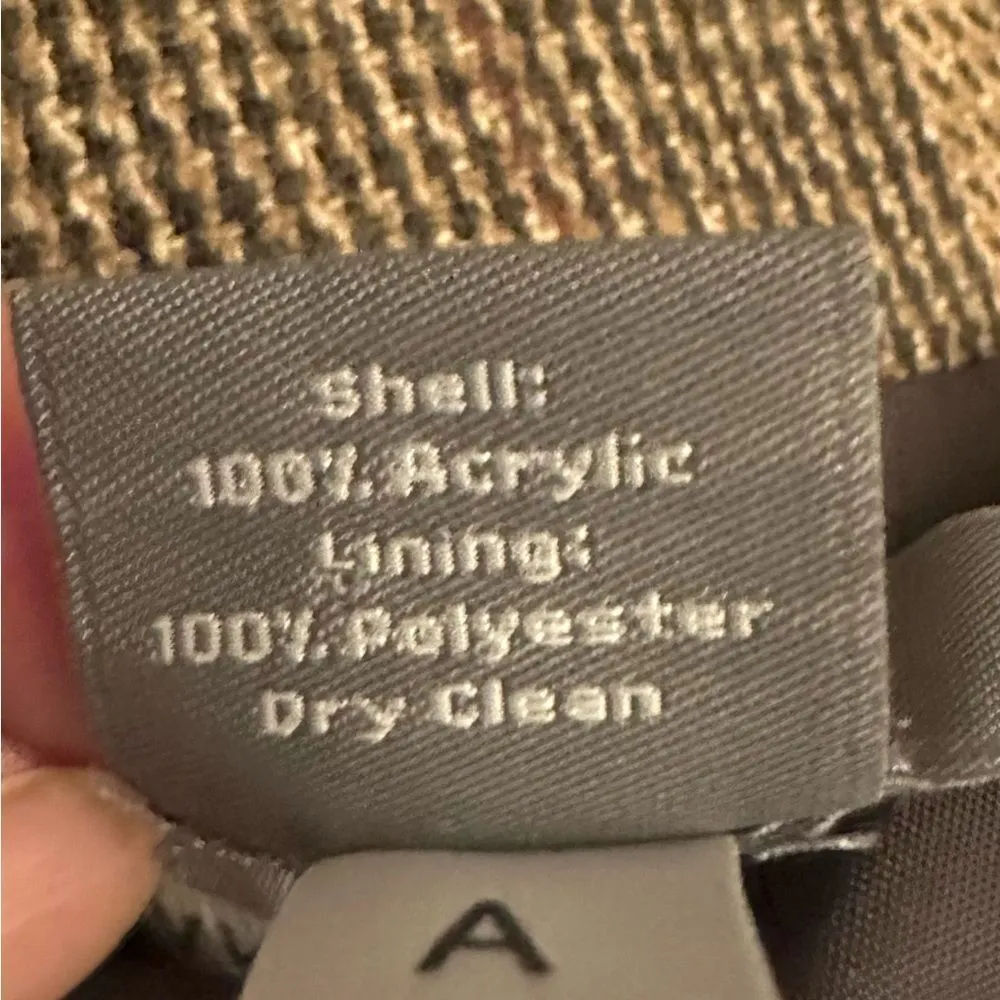 Shell:
100% Acrylic
Lining:
100% Polyester
Dry Clean
A